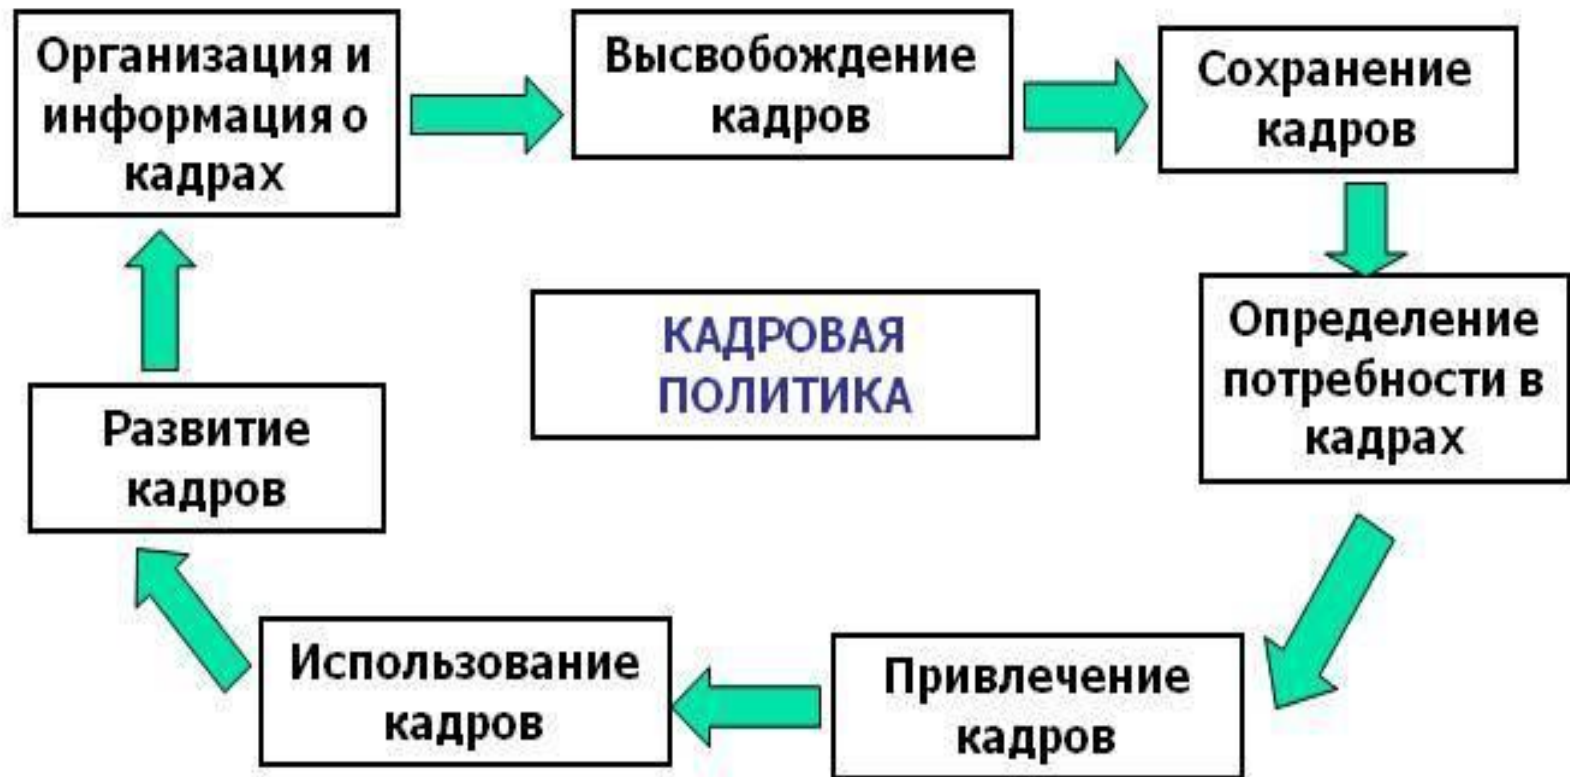 Организация и
информация о
кадрах
Высвобождение
кадров
Сохранение
кадров
Определение
потребности в
кадрах
КАДРОВАЯ
ПОЛИТИКА
Развитие
кадров
Использование
кадров
Привлечение
кадров